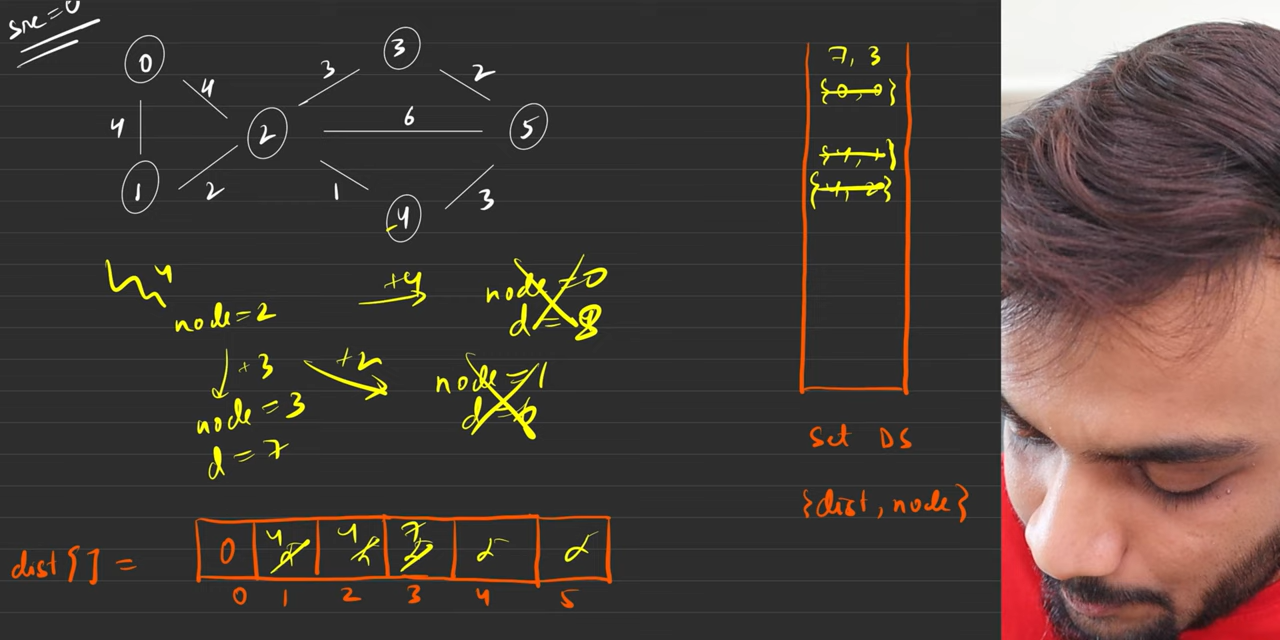 src=0
0
4
4
1
2
2
3
3
6
1
4
2
5
3
4
node=2
+4
node=0
d=8
+3
+2
node=1
d=6
node=3
d=7
dist[]=
0 4 4 7 ∞ ∞
0 1 2 3 4 5
7, 3
{0, 0}
{4, 1}
{4, 2}
Set DS
{dist, node}